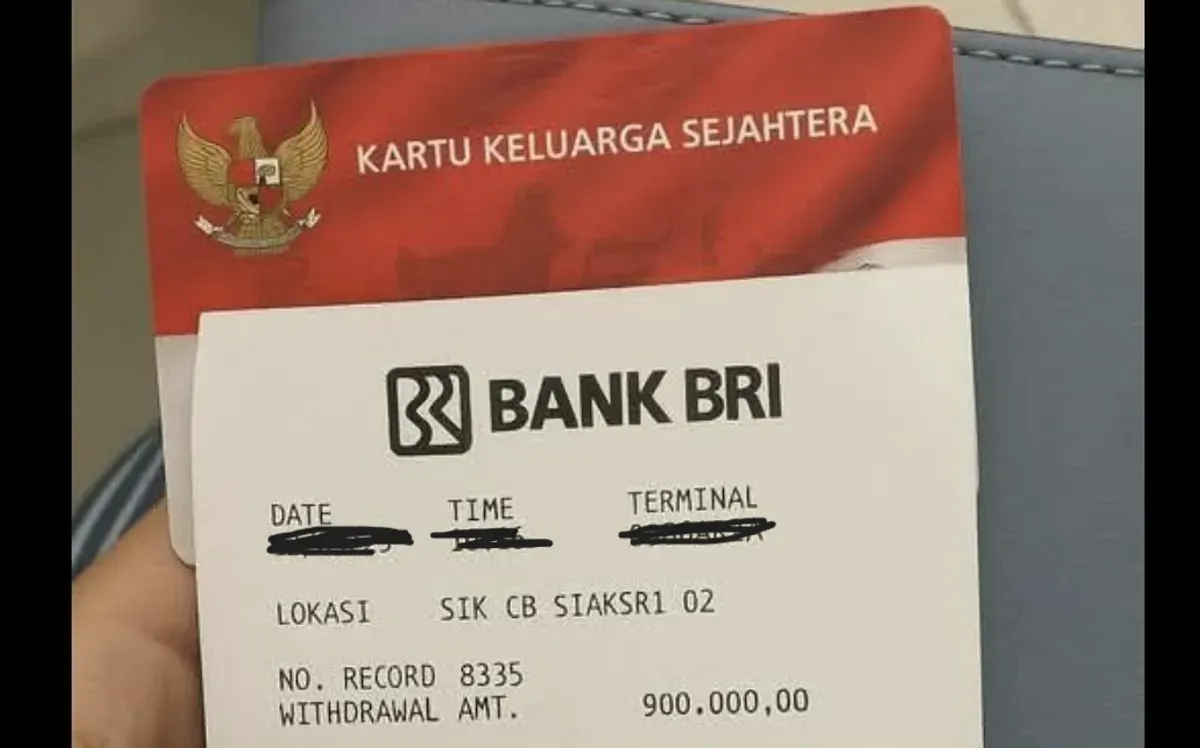 KARTU KELUARGA SEJAHTERA
BANK BRI
DATE TIME TERMINAL
LOKASI SIK CB SIAKSR1 02
NO. RECORD 8335
WITHDRAWAL AMT. 900.000,00